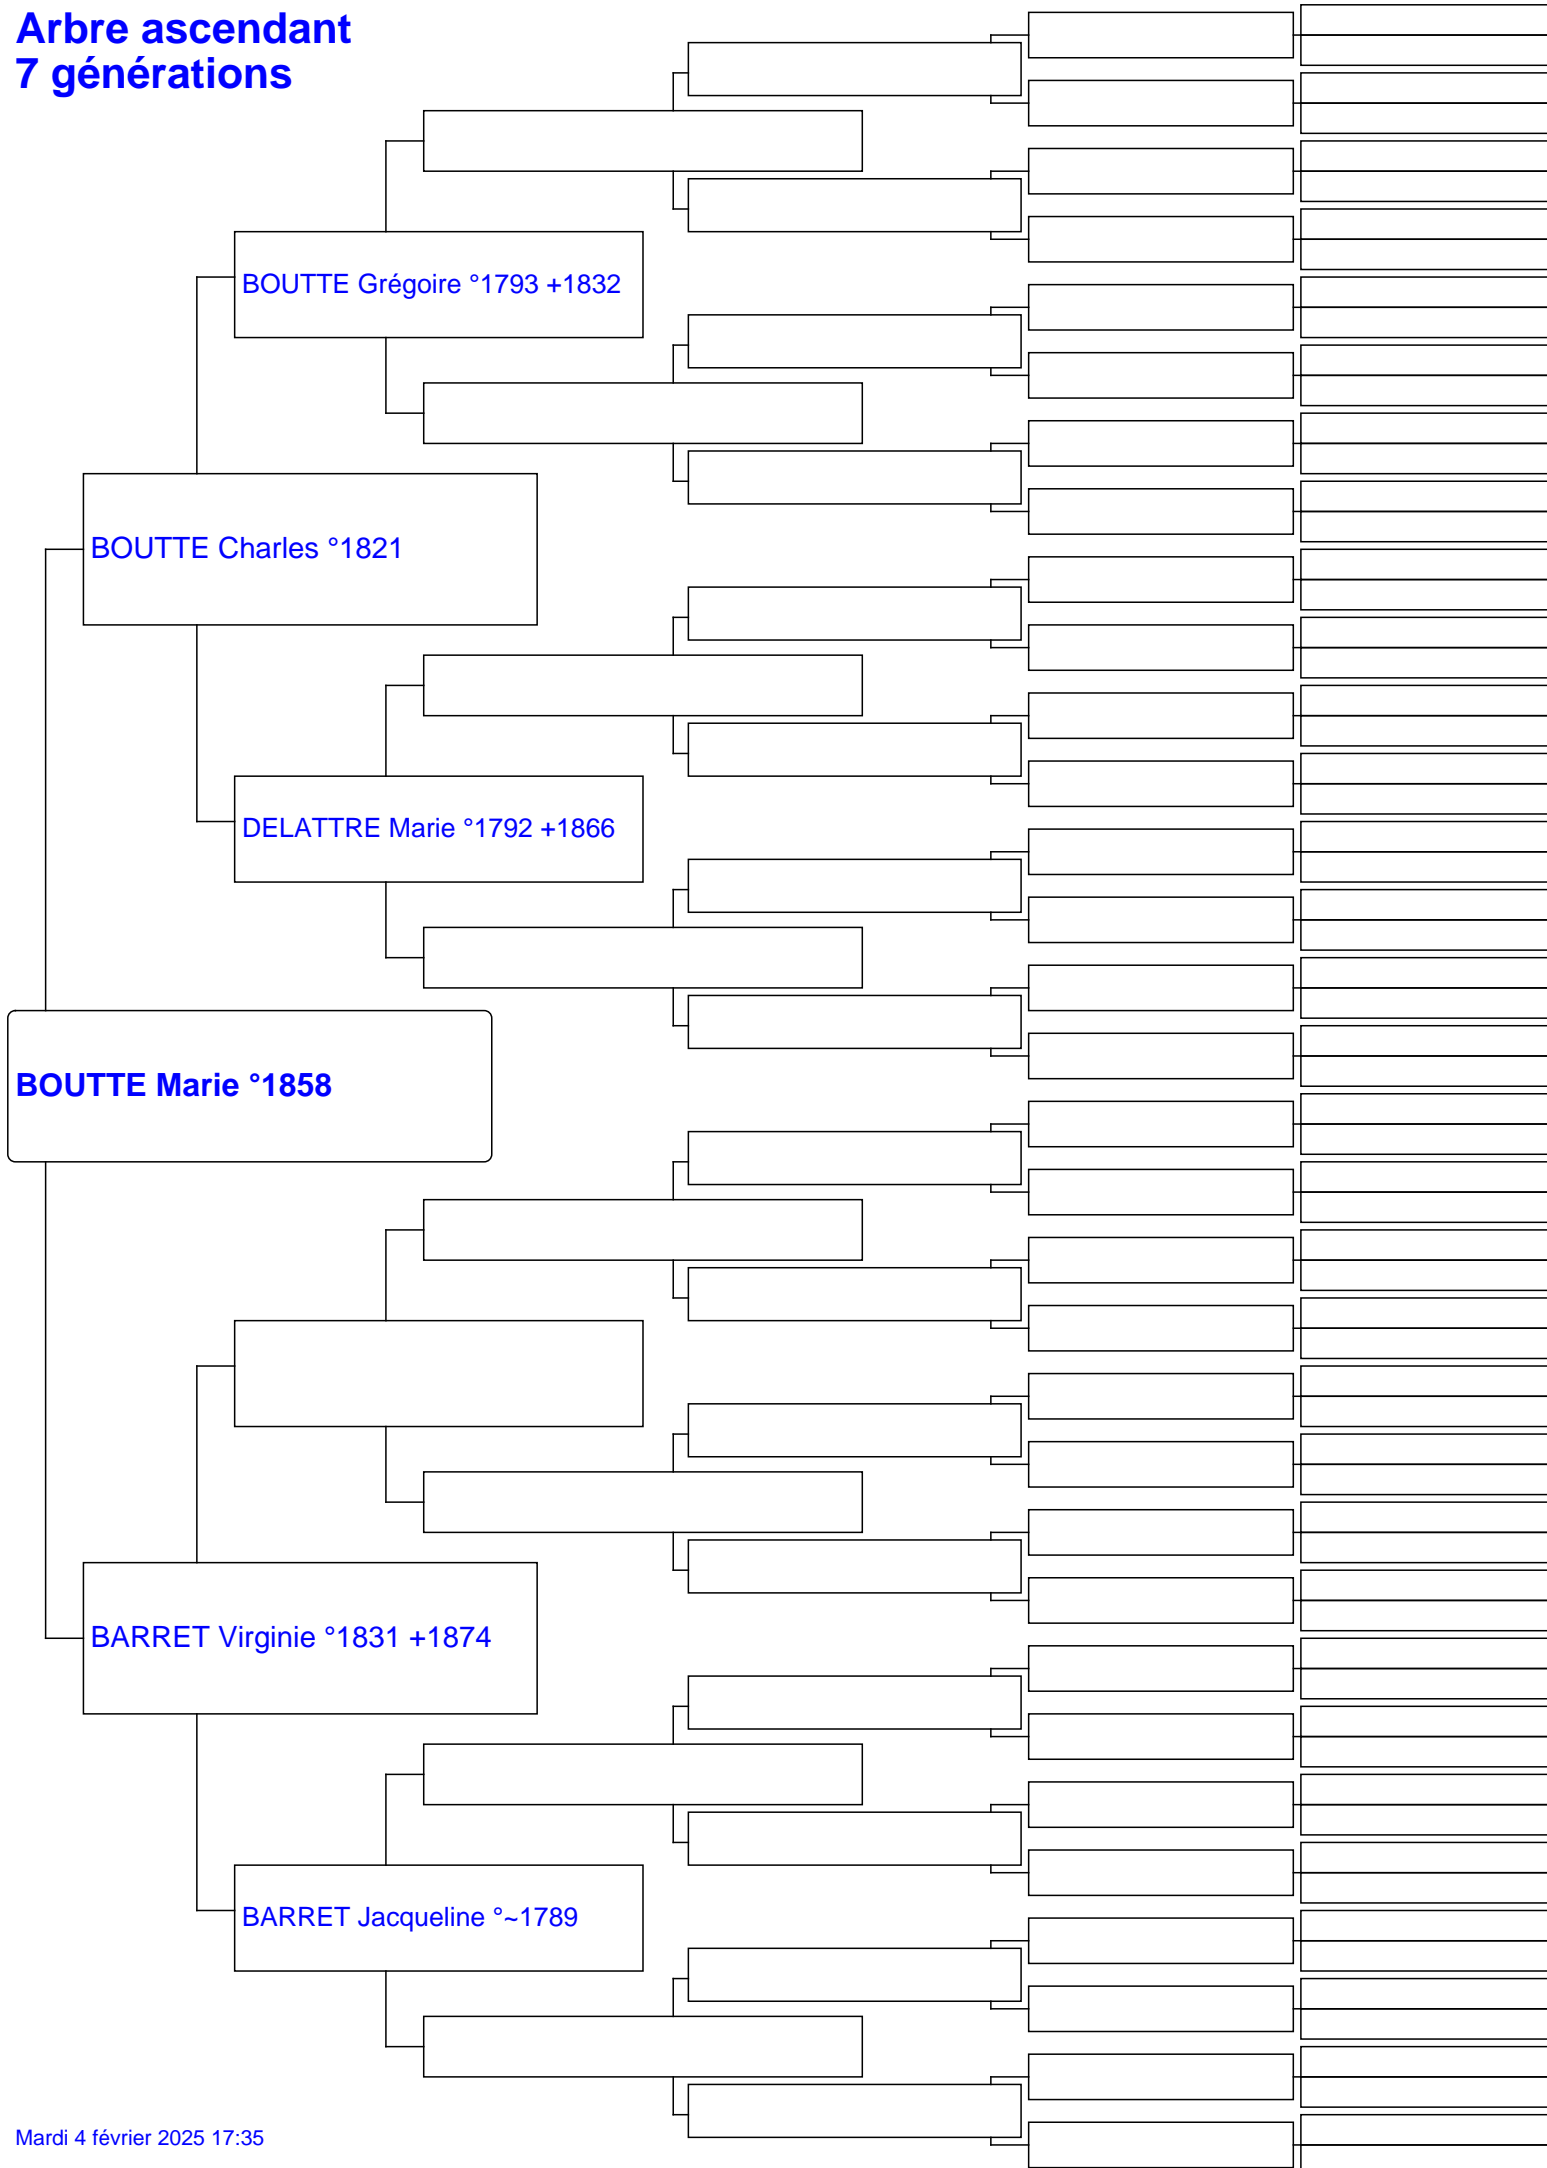 Arbre ascendant
7 générations
BOUTTE Grégoire °1793 +1832
BOUTTE Charles °1821
DELATTRE Marie °1792 +1866
BOUTTE Marie °1858
BARRET Virginie °1831 +1874
BARRET Jacqueline °~1789
Mardi 4 février 2025 17:35